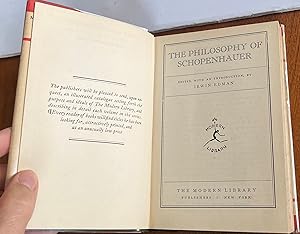 The publishers will be pleased to send, upon re-
quest, an illustrated catalogue setting forth the
purpose and ideals of The Modern Library, and
describing in detail each volume in the series.
Every reader of books will find titles he has been
looking for, attractively printed, and
at an unusually low price
THE PHILOSOPHY OF
SCHOPENHAUER
EDITED, WITH AN INTRODUCTION, BY
IRWIN EDMAN
MODERN
LIBRARY
THE MODERN LIBRARY
PUBLISHERS : NEW YORK